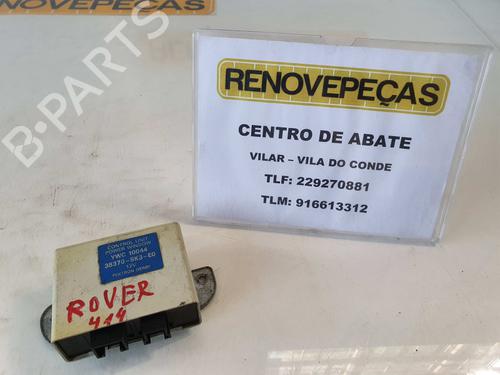 RENOVEPEÇAS
B-PARTS
RENOVEPEÇAS
CENTRO DE ABATE
VILAR – VILA DO CONDE
TLF: 229270881
TLM: 916613312
CONTROL UNIT
POWER WINDOW
YWC 10044
38370-SK3-E0
12V
ROVER
414